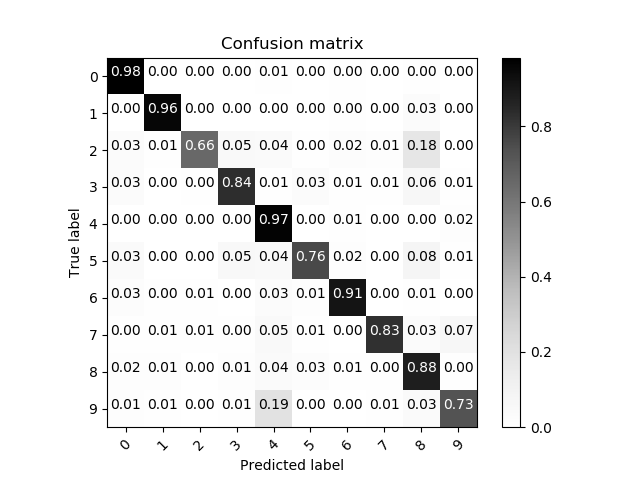 Confusion matrix
0 0.98 0.00 0.00 0.00 0.01 0.00 0.00 0.00 0.00 0.00
1 0.00 0.96 0.00 0.00 0.00 0.00 0.00 0.00 0.03 0.00
2 0.03 0.01 0.66 0.05 0.04 0.00 0.02 0.01 0.18 0.00
3 0.03 0.00 0.00 0.84 0.01 0.03 0.01 0.01 0.06 0.01
4 0.00 0.00 0.00 0.00 0.97 0.00 0.01 0.00 0.00 0.02
5 0.03 0.00 0.00 0.05 0.04 0.76 0.02 0.00 0.08 0.01
6 0.03 0.00 0.01 0.00 0.03 0.01 0.91 0.00 0.01 0.00
7 0.00 0.01 0.01 0.00 0.05 0.01 0.00 0.83 0.03 0.07
8 0.02 0.01 0.00 0.01 0.04 0.03 0.01 0.00 0.88 0.00
9 0.01 0.01 0.00 0.01 0.19 0.00 0.00 0.01 0.03 0.73
0 1 2 3 4 5 6 7 8 9
True label
Predicted label
0.8
0.6
0.4
0.2
0.0